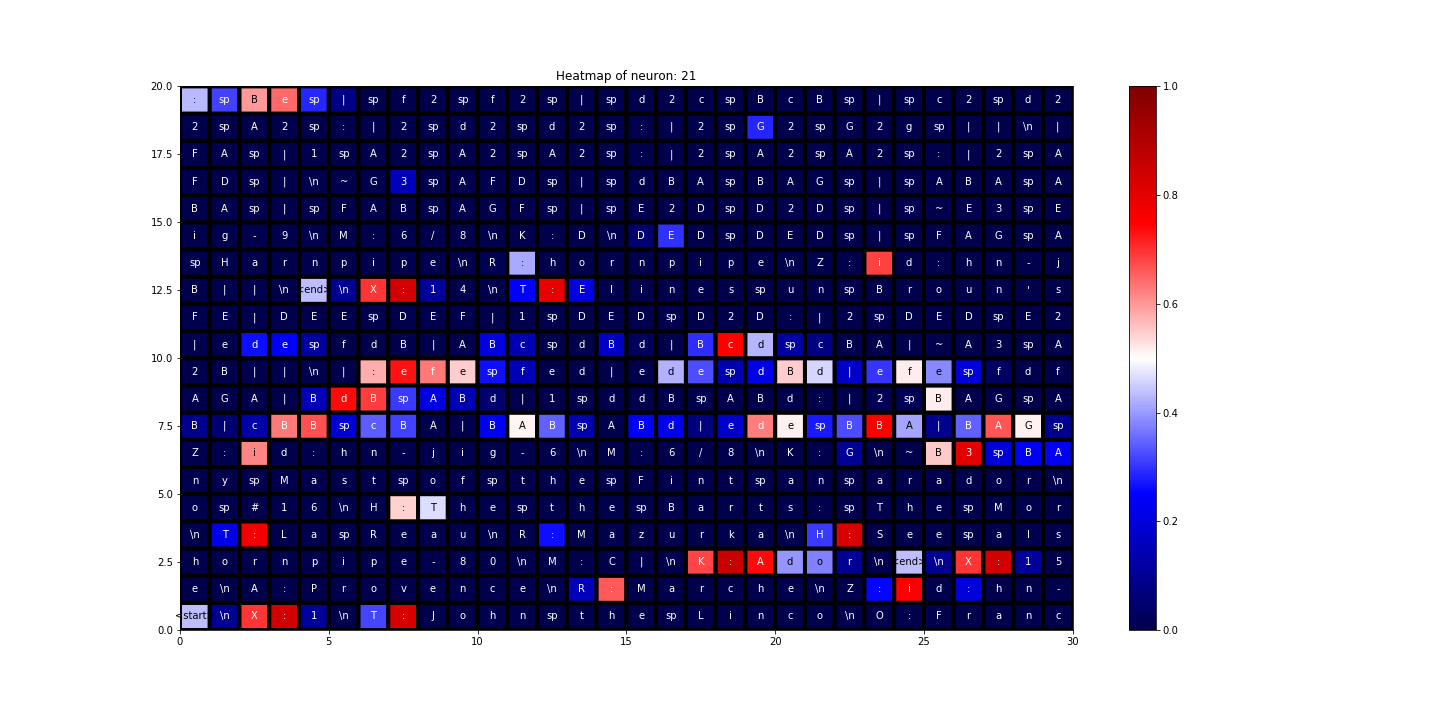 Heatmap of neuron: 21
20.0
17.5
15.0
12.5
10.0
7.5
5.0
2.5
0.0
: sp B e sp | sp f 2 sp f 2 sp | sp d 2 c sp B c B sp | sp c 2 sp d 2
2 sp A 2 sp : | 2 sp d 2 sp d 2 sp : | 2 sp G 2 sp G 2 g sp | | \n |
F A sp | 1 sp A 2 sp A 2 sp A 2 sp : | 2 sp A 2 sp A 2 sp : | 2 sp A
F D sp | \n ~ G 3 sp A F D sp | sp d B A sp B A G sp | sp A B A sp A
B A sp | sp F A B sp A G F sp | sp E 2 D sp D 2 D sp | sp ~ E 3 sp E
i g - 9 \n M : 6 / 8 \n K : D \n D E D sp D E D sp | sp F A G sp A
sp H a r n p i p e \n R : h o r n p i p e \n Z : i d : h n - j
B | | \n <end> \n X : 1 4 \n T : E l i n e s sp u n sp B r o u n ' s
F E | D E E sp D E F | 1 sp D E D sp D 2 D : | 2 sp D E D sp E 2
| e d e sp f d B | A B c sp d B d | B c d sp c B A | ~ A 3 sp A
2 B | | \n | : e f e sp f e d | e d e sp d B d | e f e sp f d f
A G A | B d B sp A B d | 1 sp d d B sp A B d : | 2 sp B A G sp A
B | c B B sp c B A | B A B sp A B d | e d e sp B B A | B A G sp
Z : i d : h n - j i g - 6 \n M : 6 / 8 \n K : G \n ~ B 3 sp B A
n y sp M a s t sp o f sp t h e sp F i n t sp a n sp a r a d o r \n
o sp # 1 6 \n H : T h e sp t h e sp B a r t s : sp T h e sp M o r
\n T : L a sp R e a u \n R : M a z u r k a \n H : S e e sp a l s
h o r n p i p e - 8 0 \n M : C | \n K : A d o r \n <end> \n X : 1 5
e \n A : P r o v e n c e \n R : M a r c h e \n Z : i d : h n -
<start \n X : 1 \n T : J o h n sp t h e sp L i n c o \n O : F r a n c
0 5 10 15 20 25 30
1.0
0.8
0.6
0.4
0.2
0.0